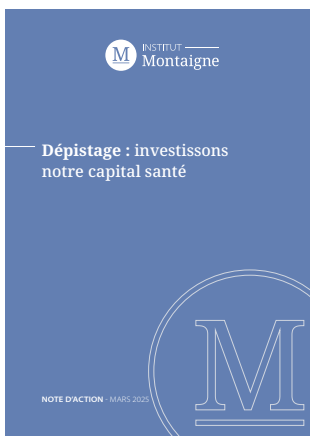 M
INSTITUT
Montaigne
Dépistage : investissons
notre capital santé
M
NOTE D'ACTION - MARS 2025